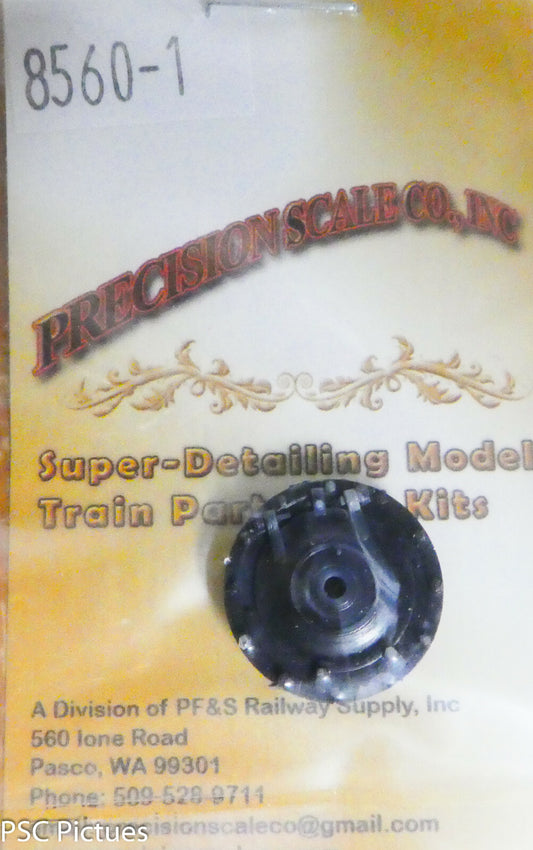 8560-1
PRECISION SCALE CO., INC
Super-Detailing Model
Train Par Kits
A Division of PF&S Railway Supply, Inc
560 Ione Road
Pasco, WA 99301
Phone: 509-528-9711
precisionscaleco@gmail.com
PSC Pictues